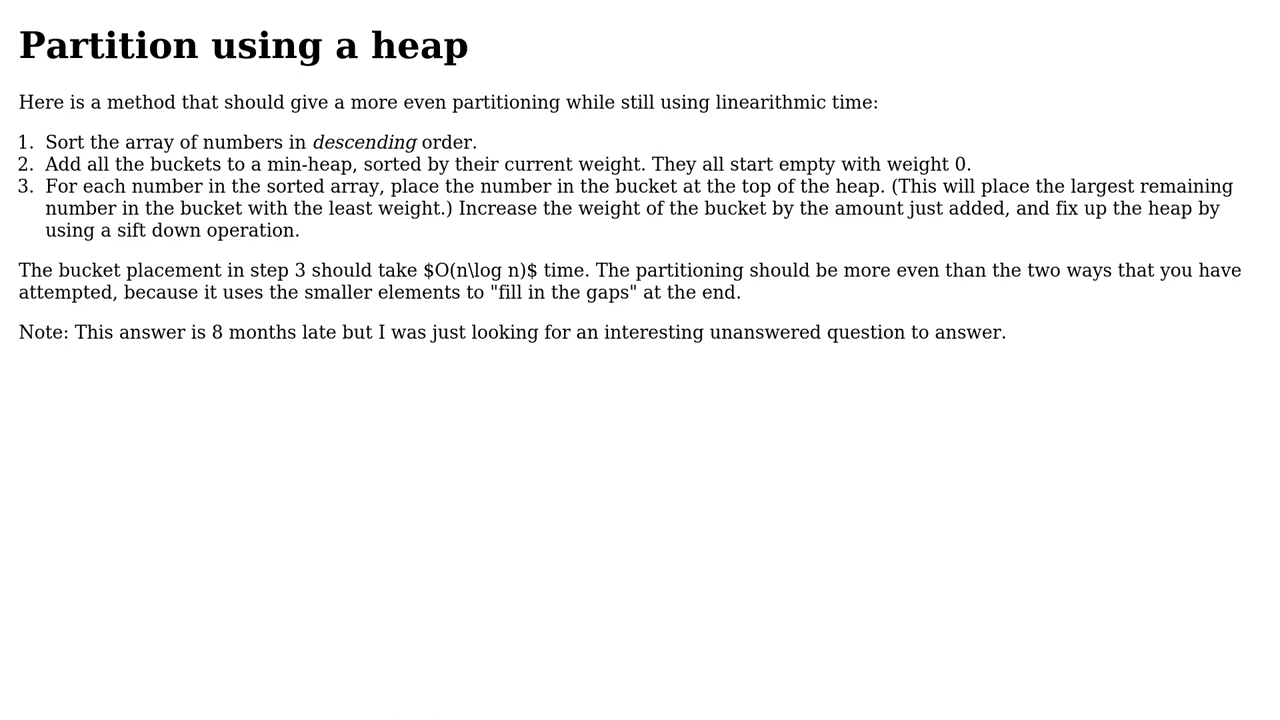 Partition using a heap
Here is a method that should give a more even partitioning while still using linearithmic time:
1. Sort the array of numbers in descending order.
2. Add all the buckets to a min-heap, sorted by their current weight. They all start empty with weight 0.
3. For each number in the sorted array, place the number in the bucket at the top of the heap. (This will place the largest remaining
number in the bucket with the least weight.) Increase the weight of the bucket by the amount just added, and fix up the heap by
using a sift down operation.
The bucket placement in step 3 should take $O(n\log n)$ time. The partitioning should be more even than the two ways that you have
attempted, because it uses the smaller elements to "fill in the gaps" at the end.
Note: This answer is 8 months late but I was just looking for an interesting unanswered question to answer.